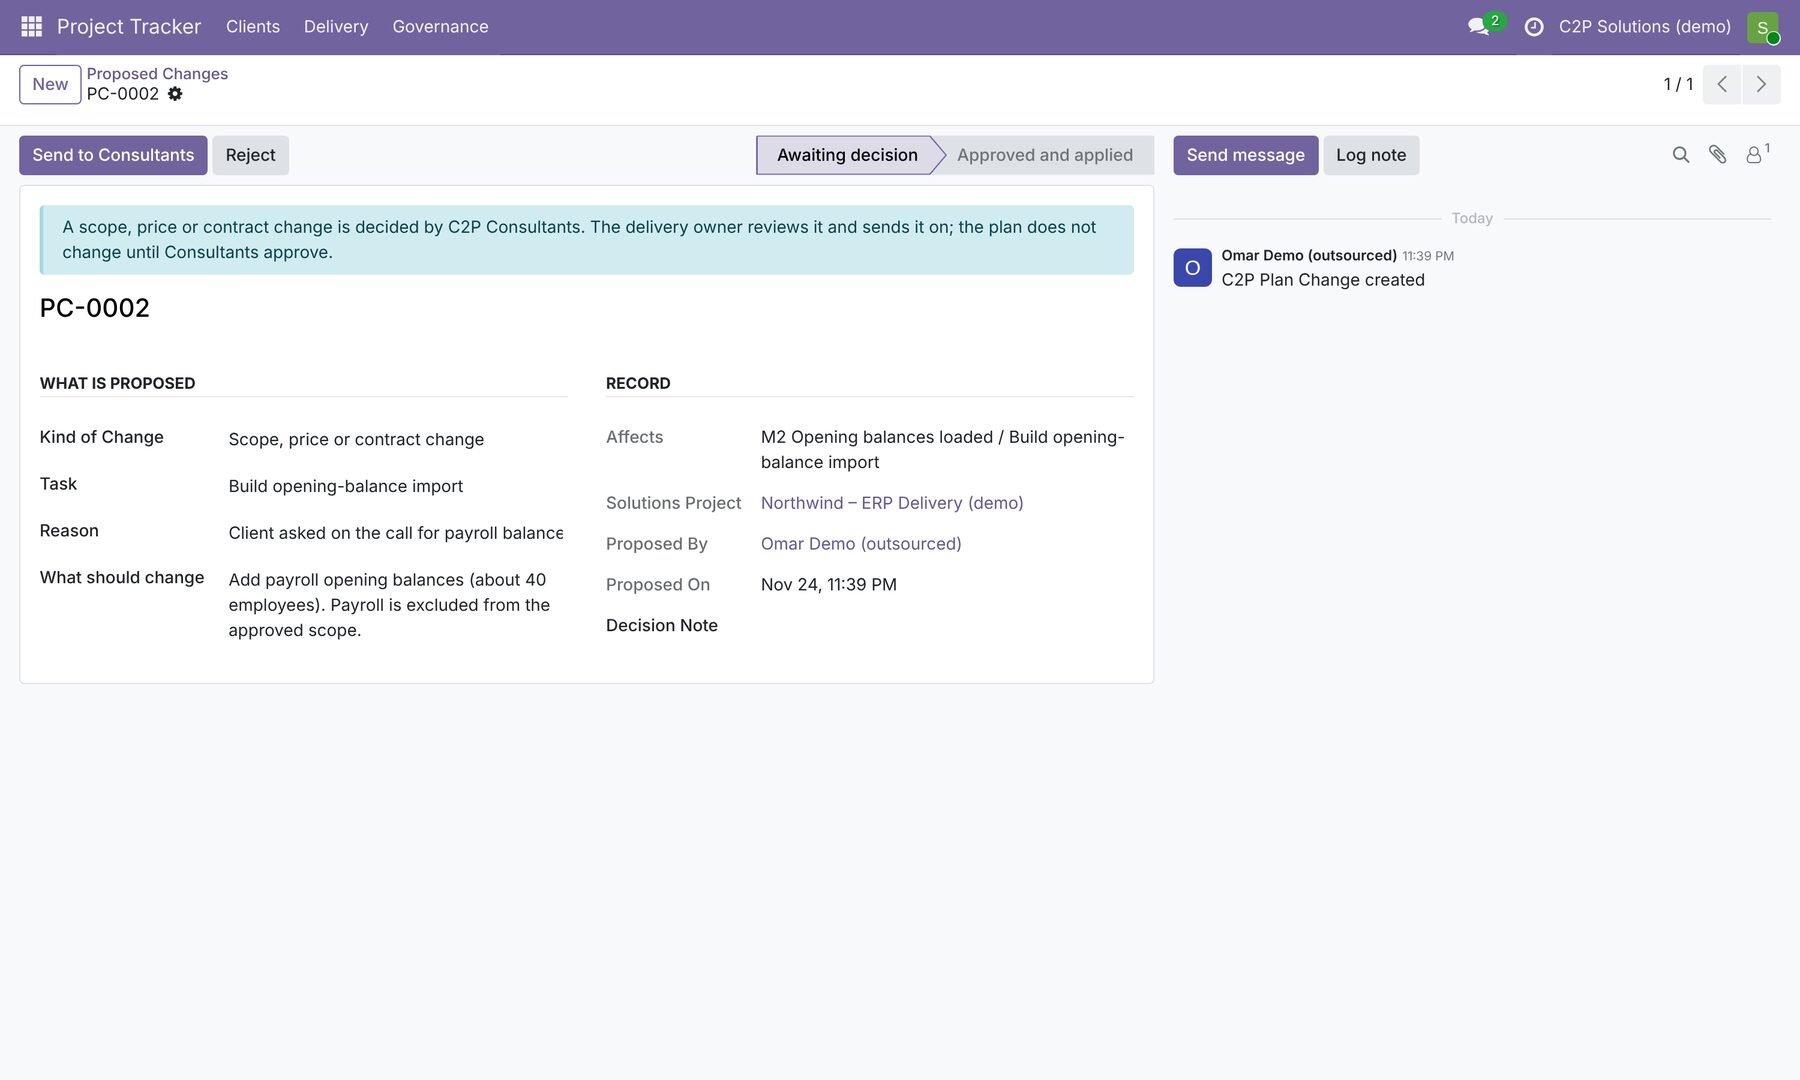 Project Tracker Clients Delivery Governance 2 C2P Solutions (demo) S
New Proposed Changes
PC-0002
1 / 1
Send to Consultants Reject Awaiting decision Approved and applied Send message Log note 1
A scope, price or contract change is decided by C2P Consultants. The delivery owner reviews it and sends it on; the plan does not
change until Consultants approve.
PC-0002
WHAT IS PROPOSED
Kind of Change Scope, price or contract change
Task Build opening-balance import
Reason Client asked on the call for payroll balance
What should change Add payroll opening balances (about 40
employees). Payroll is excluded from the
approved scope.
RECORD
Affects M2 Opening balances loaded / Build opening-
balance import
Solutions Project Northwind – ERP Delivery (demo)
Proposed By Omar Demo (outsourced)
Proposed On Nov 24, 11:39 PM
Decision Note
Today
O Omar Demo (outsourced) 11:39 PM
C2P Plan Change created